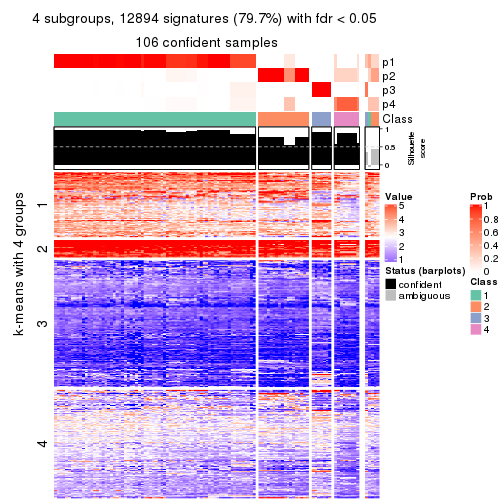 4 subgroups, 12894 signatures (79.7%) with fdr < 0.05
106 confident samples
p1
p2
p3
p4
Class
1
0.5
0
Silhouette
score
k-means with 4 groups
1
2
3
4
Value
5
4
3
2
1
Status (barplots)
confident
ambiguous
Prob
1
0.8
0.6
0.4
0.2
0
Class
1
2
3
4